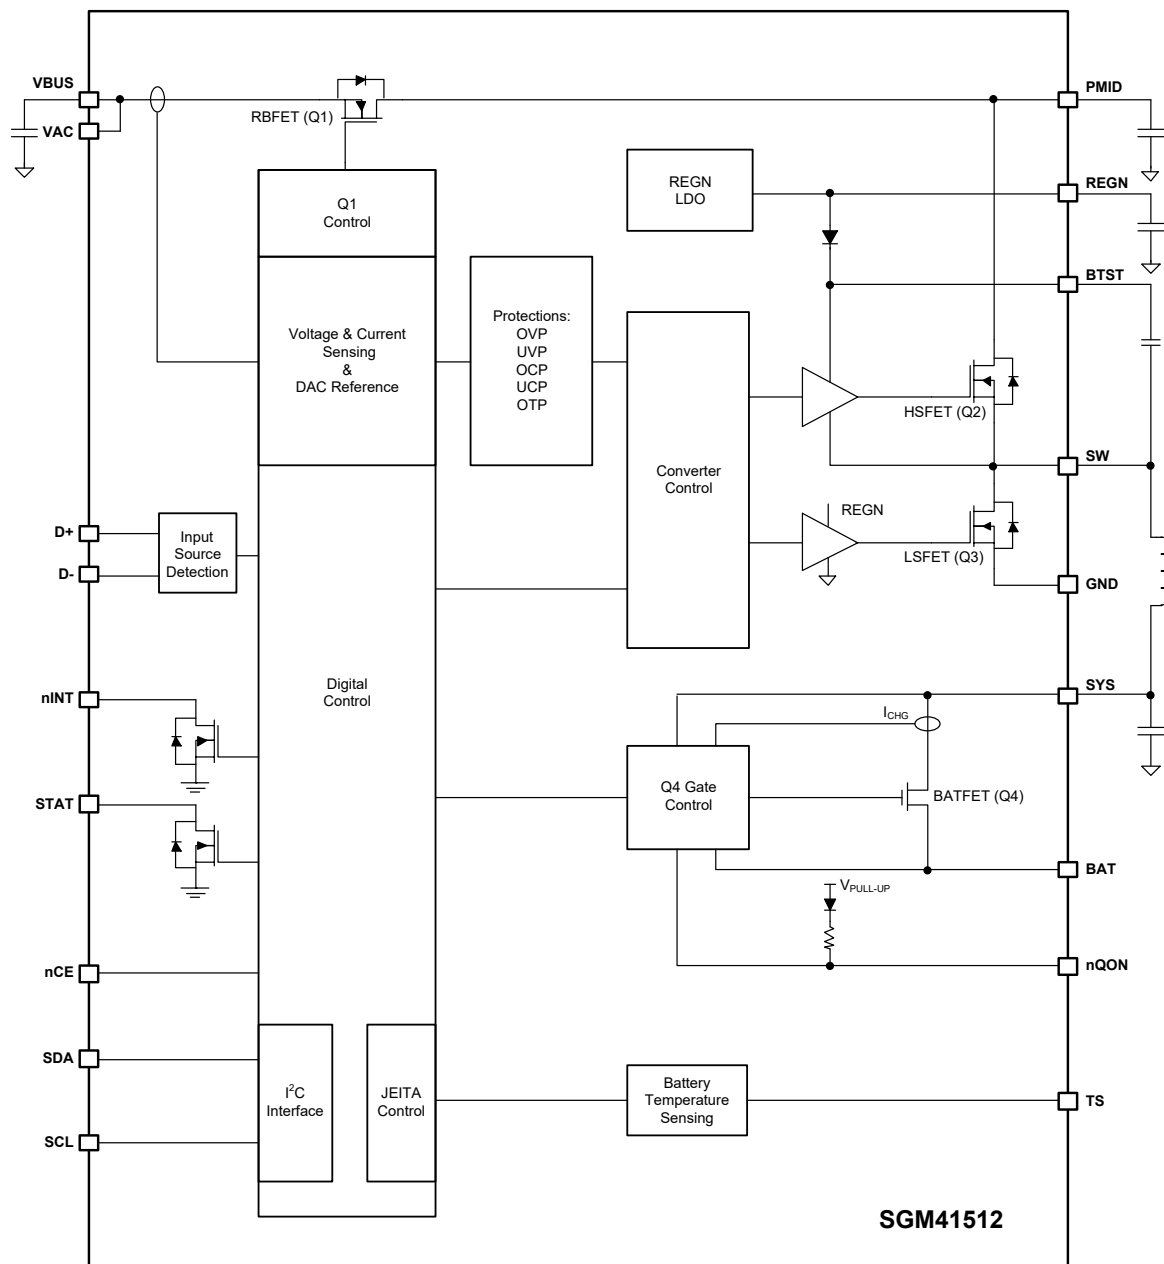 VBUS
VAC
RBFET (Q1)
PMID
REGN
LDO
REGN
BTST
Q1
Control
Voltage & Current
Sensing
&
DAC Reference
Protections:
OVP
UVP
OCP
UCP
OTP
Converter
Control
HSFET (Q2)
SW
REGN
LSFET (Q3)
GND
D+
D-
Input
Source
Detection
Digital
Control
nINT
STAT
SYS
ICHG
Q4 Gate
Control
BATFET (Q4)
BAT
VPULL-UP
nQON
nCE
SDA
SCL
I²C
Interface
JEITA
Control
Battery
Temperature
Sensing
TS
SGM41512